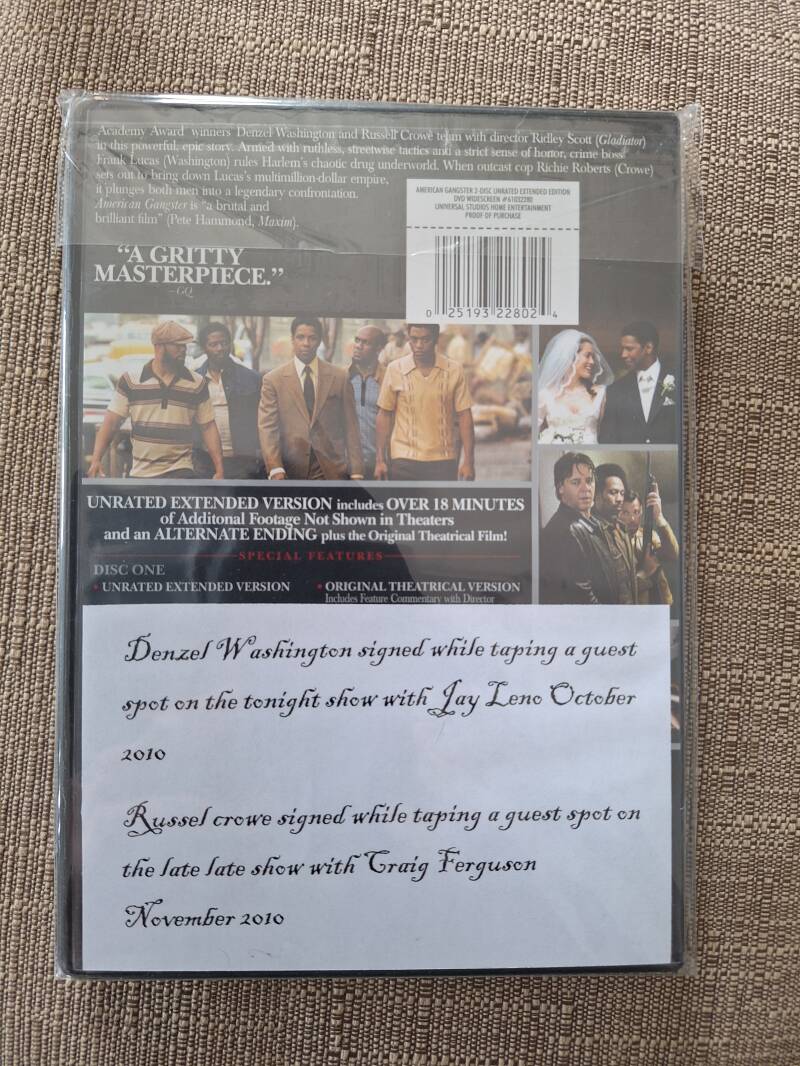 Academy Award winners Denzel Washington and Russell Crowe team with director Ridley Scott (Gladiator)
in this powerful, epic story. Armed with ruthless, streetwise tactics and a strict sense of honor, crime boss
Frank Lucas (Washington) rules Harlem's chaotic drug underworld. When outcast cop Richie Roberts (Crowe)
sets out to bring down Lucas's multimillion-dollar empire,
it plunges both men into a legendary confrontation.
American Gangster is "a brutal and
brilliant film" (Pete Hammond, Maxim).
AMERICAN GANGSTER 2-DISC UNRATED EXTENDED EDITION
DVD WIDESCREEN #61032280
UNIVERSAL STUDIOS HOME ENTERTAINMENT
PROOF OF PURCHASE
0 25193 22802 4
"A GRITTY
MASTERPIECE."
–GQ
UNRATED EXTENDED VERSION includes OVER 18 MINUTES
of Additonal Footage Not Shown in Theaters
and an ALTERNATE ENDING plus the Original Theatrical Film!
SPECIAL FEATURES
DISC ONE
• UNRATED EXTENDED VERSION
• ORIGINAL THEATRICAL VERSION
Includes Feature Commentary with Director
Denzel Washington signed while taping a guest
spot on the tonight show with Jay Leno October
2010
Russel crowe signed while taping a guest spot on
the late late show with Craig Ferguson
November 2010